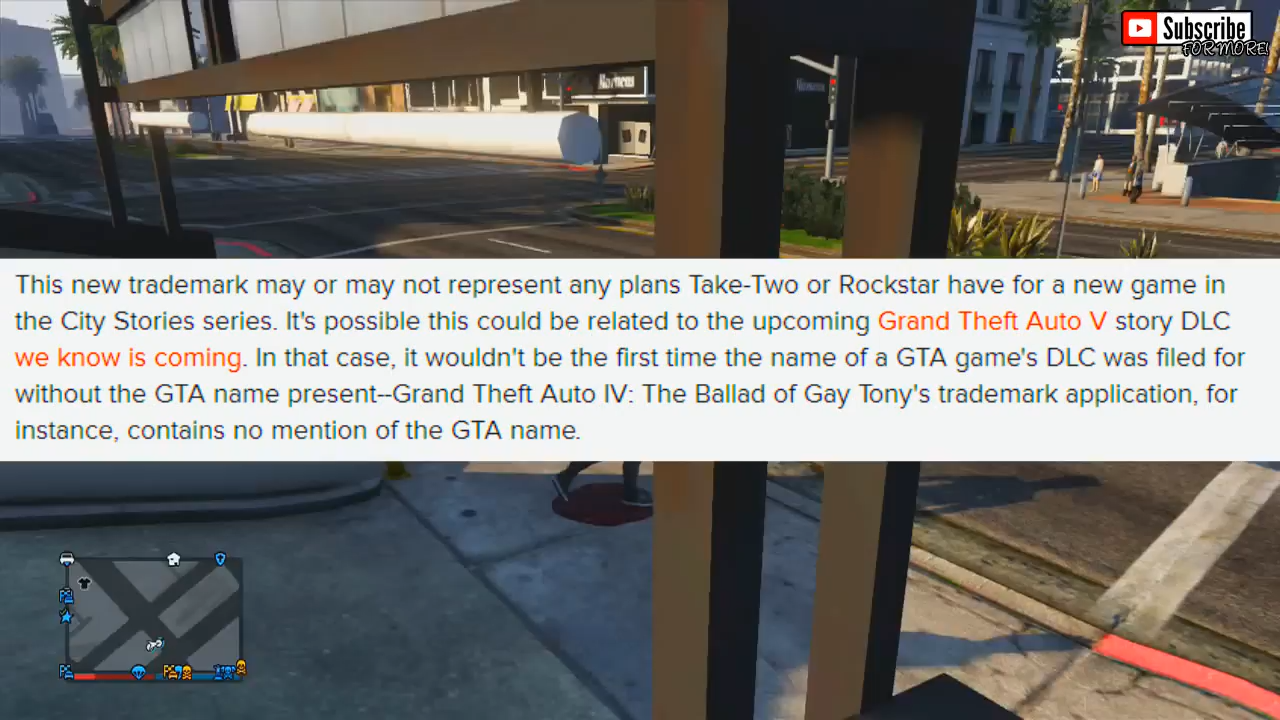 Subscribe
FOR MORE!
This new trademark may or may not represent any plans Take-Two or Rockstar have for a new game in
the City Stories series. It's possible this could be related to the upcoming Grand Theft Auto V story DLC
we know is coming. In that case, it wouldn't be the first time the name of a GTA game's DLC was filed for
without the GTA name present--Grand Theft Auto IV: The Ballad of Gay Tony's trademark application, for
instance, contains no mention of the GTA name.